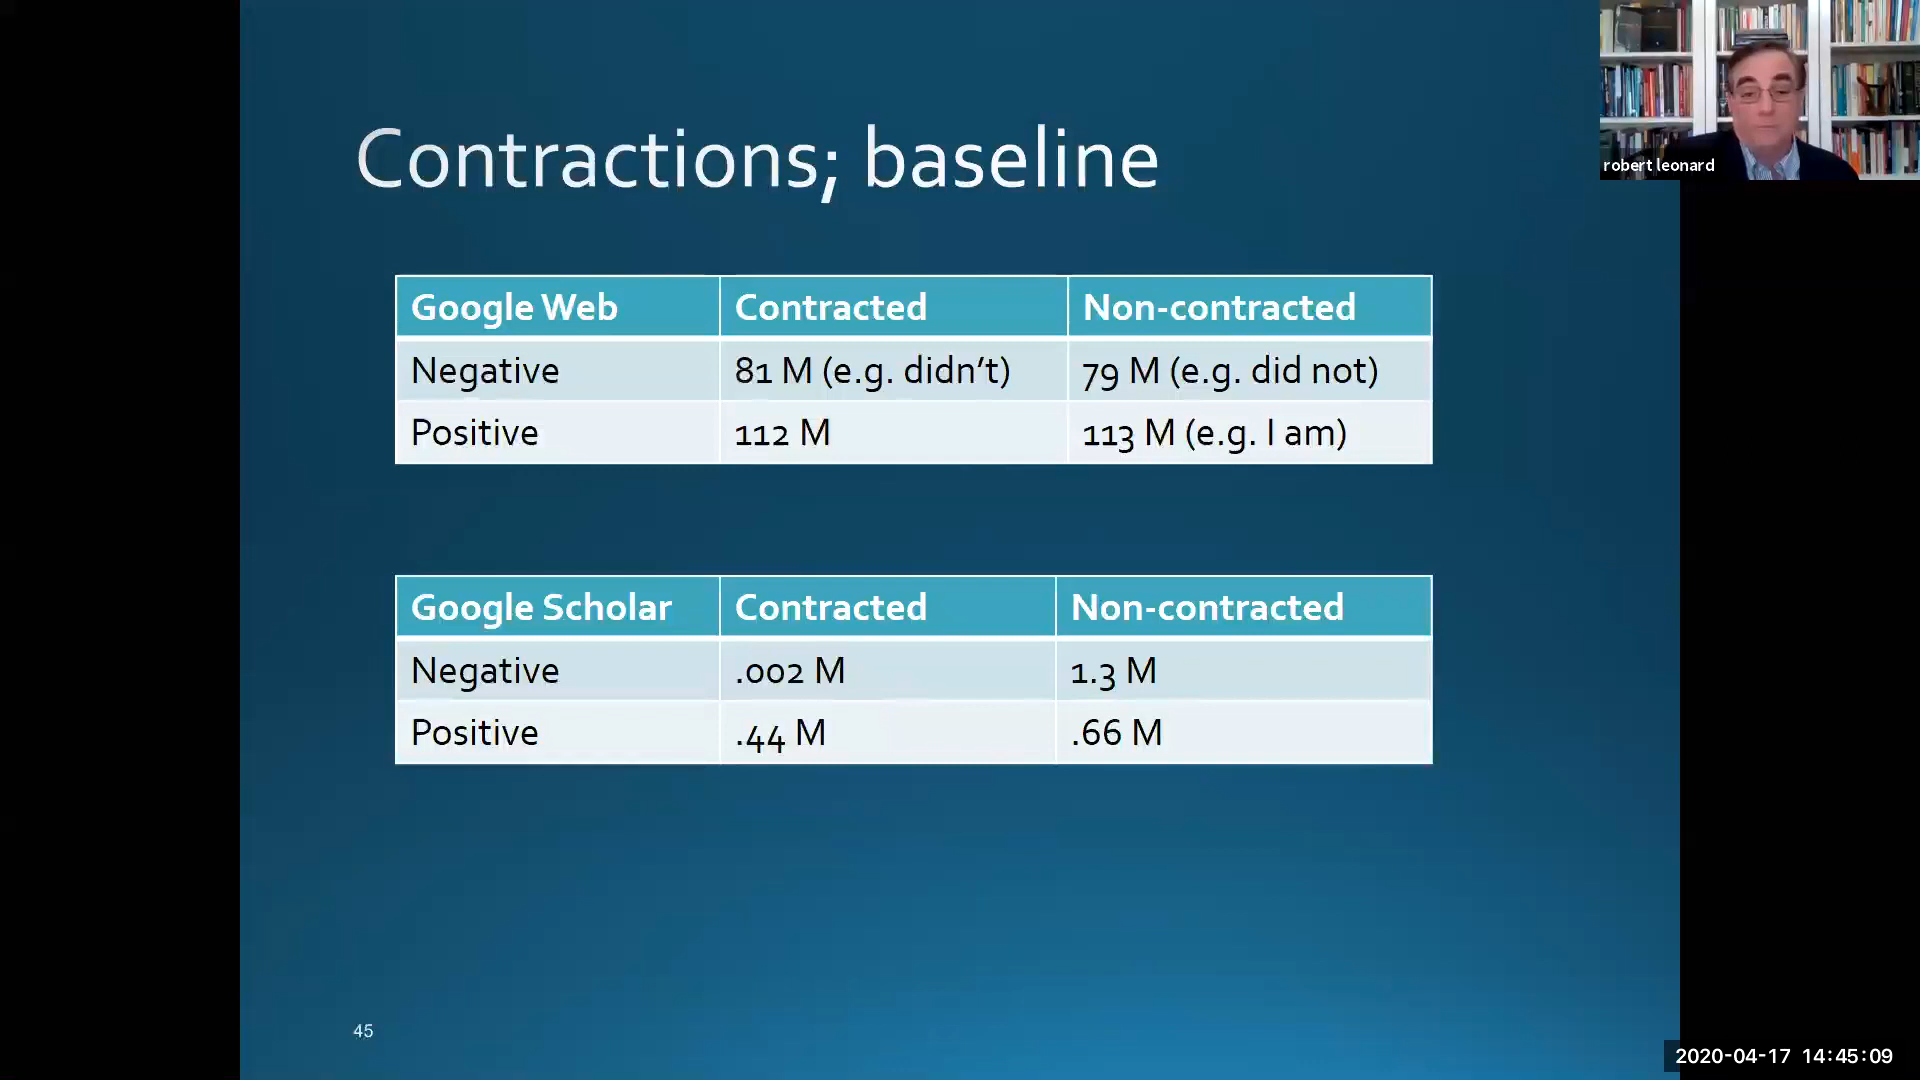 Contractions; baseline
robert leonard
Google Web Contracted Non-contracted
Negative 81 M (e.g. didn’t) 79 M (e.g. did not)
Positive 112 M 113 M (e.g. I am)
Google Scholar Contracted Non-contracted
Negative .002 M 1.3 M
Positive .44 M .66 M
45
2020-04-17 14:45:09